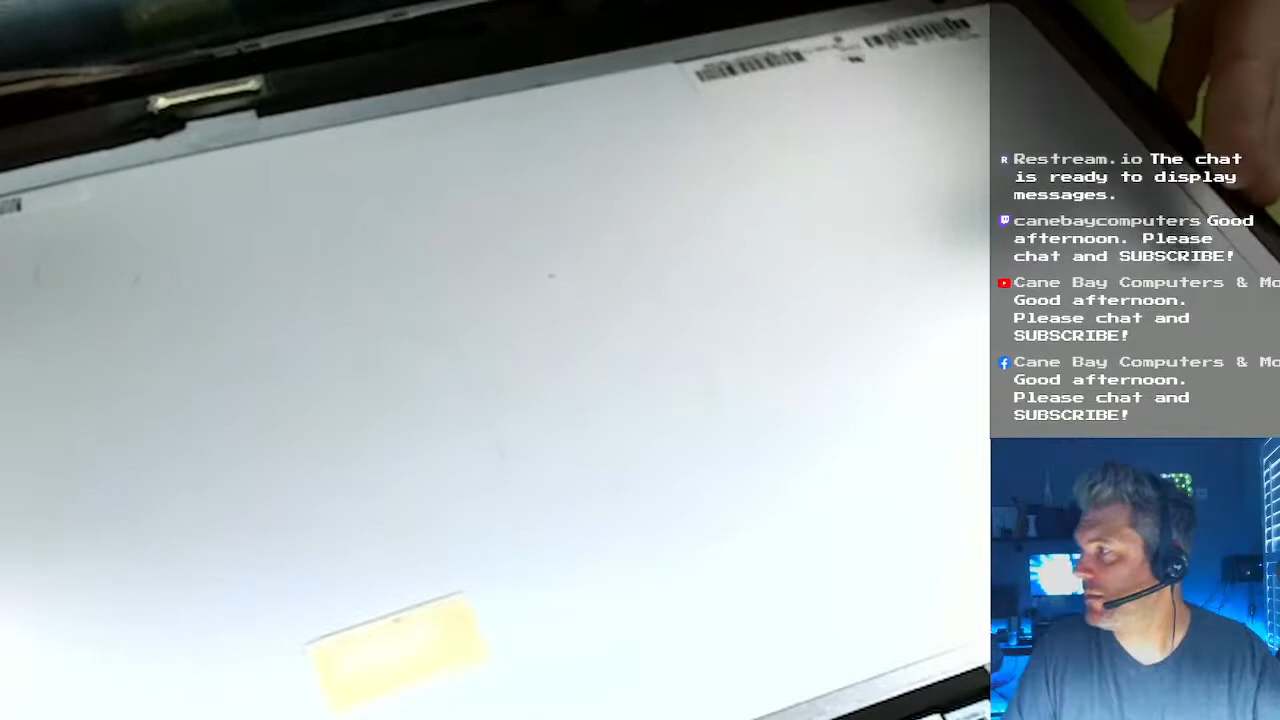 Restream.io The chat
is ready to display
messages.
canebaycomputers Good
afternoon. Please
chat and SUBSCRIBE!
Cane Bay Computers & Mo
Good afternoon.
Please chat and
SUBSCRIBE!
Cane Bay Computers & Mo
Good afternoon.
Please chat and
SUBSCRIBE!